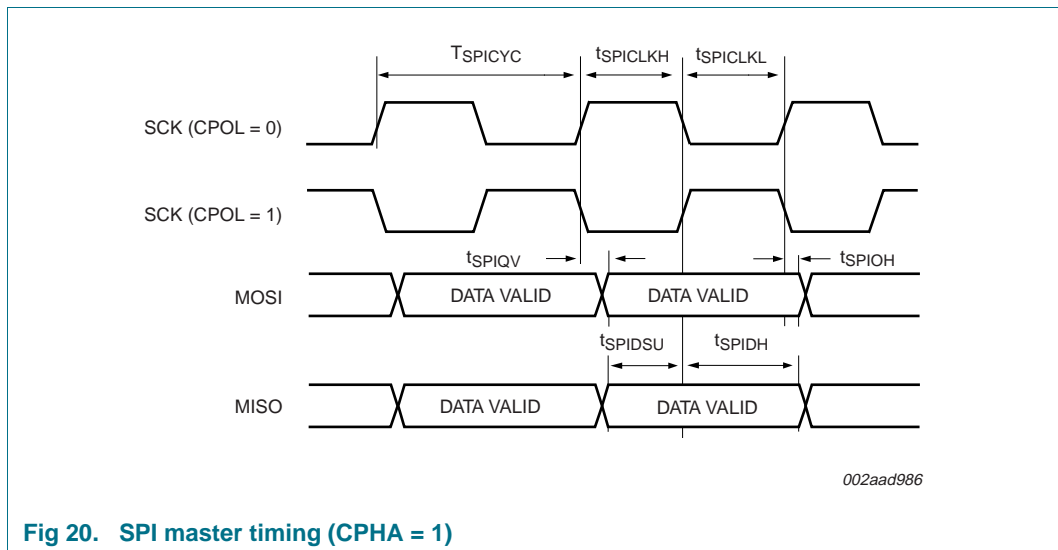 TSPICYC tSPICLKH tSPICLKL
SCK (CPOL = 0)
SCK (CPOL = 1)
tSPIQV tSPIOH
MOSI DATA VALID DATA VALID
tSPIDSU tSPIDH
MISO DATA VALID DATA VALID
002aad986
Fig 20. SPI master timing (CPHA = 1)